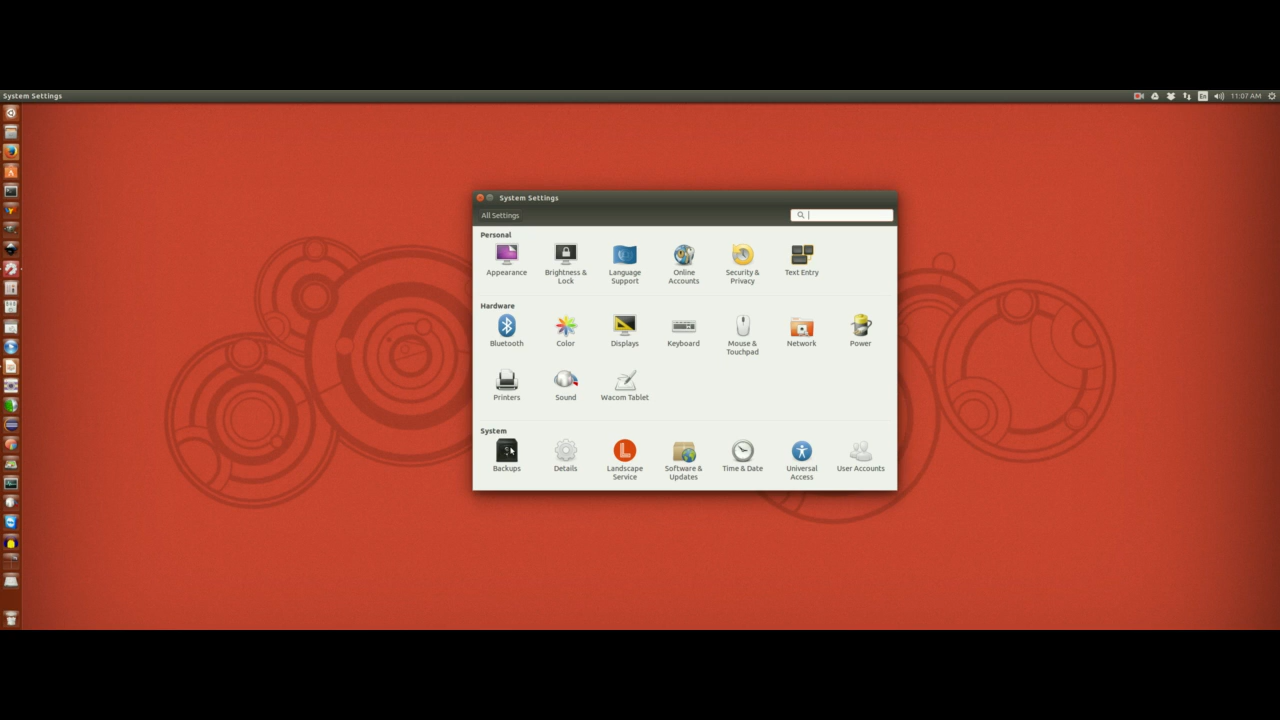 System Settings
En
11:07 AM
System Settings
All Settings
Personal
Appearance
Brightness &
Lock
Language
Support
Online
Accounts
Security &
Privacy
Text Entry
Hardware
Bluetooth
Color
Displays
Keyboard
Mouse &
Touchpad
Network
Power
Printers
Sound
Wacom Tablet
System
Backups
Details
Landscape
Service
Software &
Updates
Time & Date
Universal
Access
User Accounts